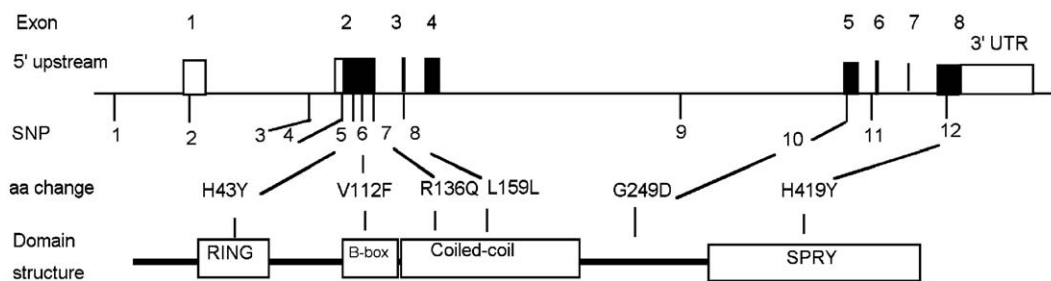 Exon 1 2 3 4 5 6 7 8
3' UTR
5' upstream
SNP 1 2 3 4 5 6 7 8 9 10 11 12
aa change H43Y V112F R136Q L159L G249D H419Y
Domain structure RING B-box Coiled-coil SPRY